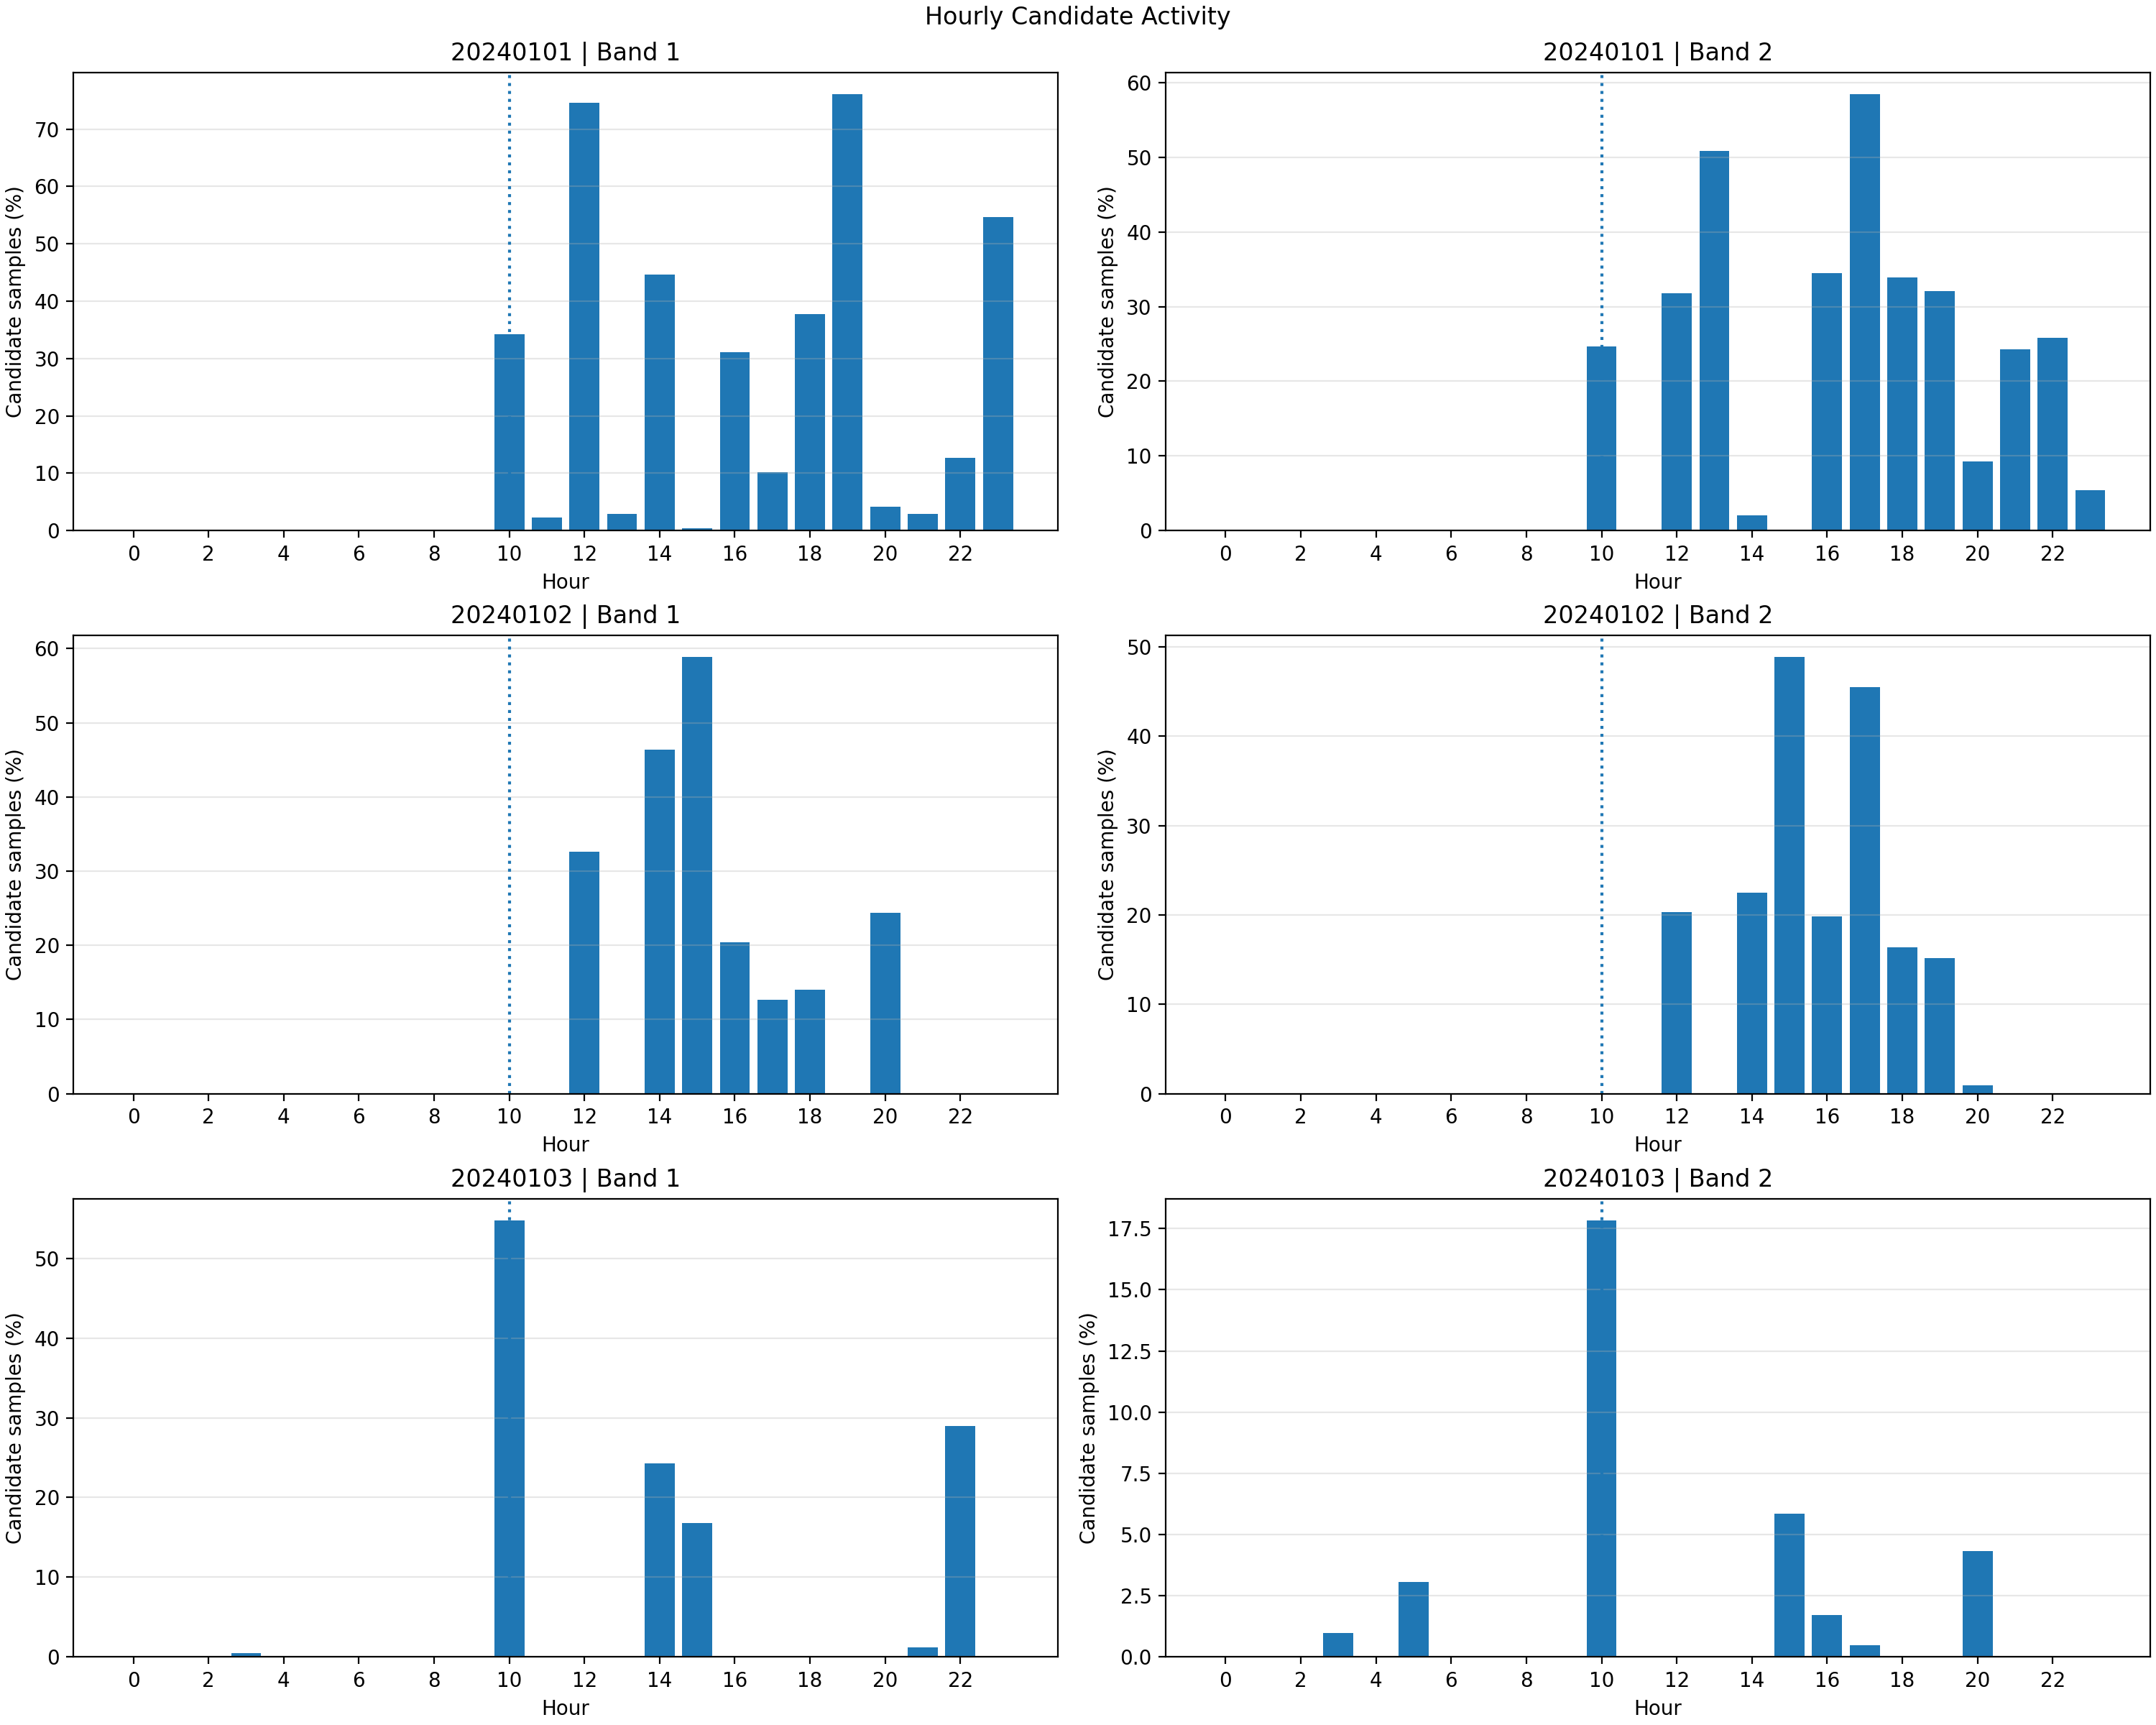 Hourly Candidate Activity
20240101 | Band 1
Candidate samples (%)
70
60
50
40
30
20
10
0
0 2 4 6 8 10 12 14 16 18 20 22
Hour
20240101 | Band 2
Candidate samples (%)
60
50
40
30
20
10
0
0 2 4 6 8 10 12 14 16 18 20 22
Hour
20240102 | Band 1
Candidate samples (%)
60
50
40
30
20
10
0
0 2 4 6 8 10 12 14 16 18 20 22
Hour
20240102 | Band 2
Candidate samples (%)
50
40
30
20
10
0
0 2 4 6 8 10 12 14 16 18 20 22
Hour
20240103 | Band 1
Candidate samples (%)
50
40
30
20
10
0
0 2 4 6 8 10 12 14 16 18 20 22
Hour
20240103 | Band 2
Candidate samples (%)
17.5
15.0
12.5
10.0
7.5
5.0
2.5
0.0
0 2 4 6 8 10 12 14 16 18 20 22
Hour